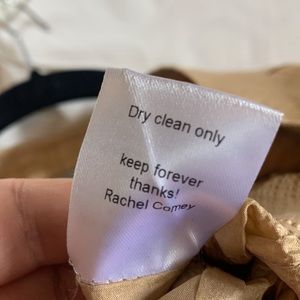 Dry clean only
keep forever
thanks!
Rachel Comey